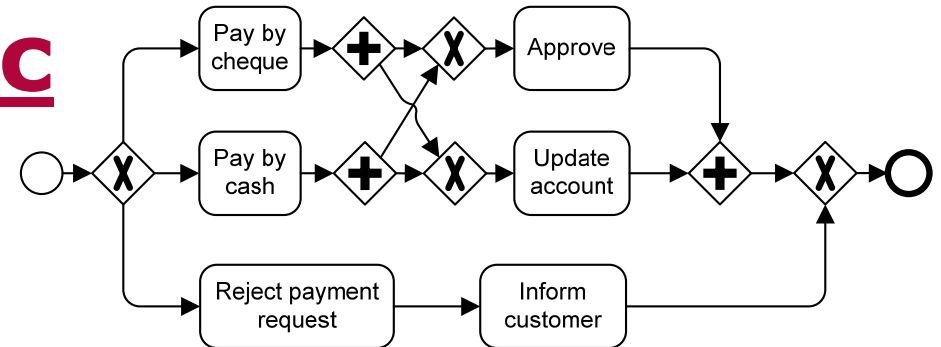 c
Pay by
cheque
Approve
Pay by
cash
Update
account
Reject payment
request
Inform
customer